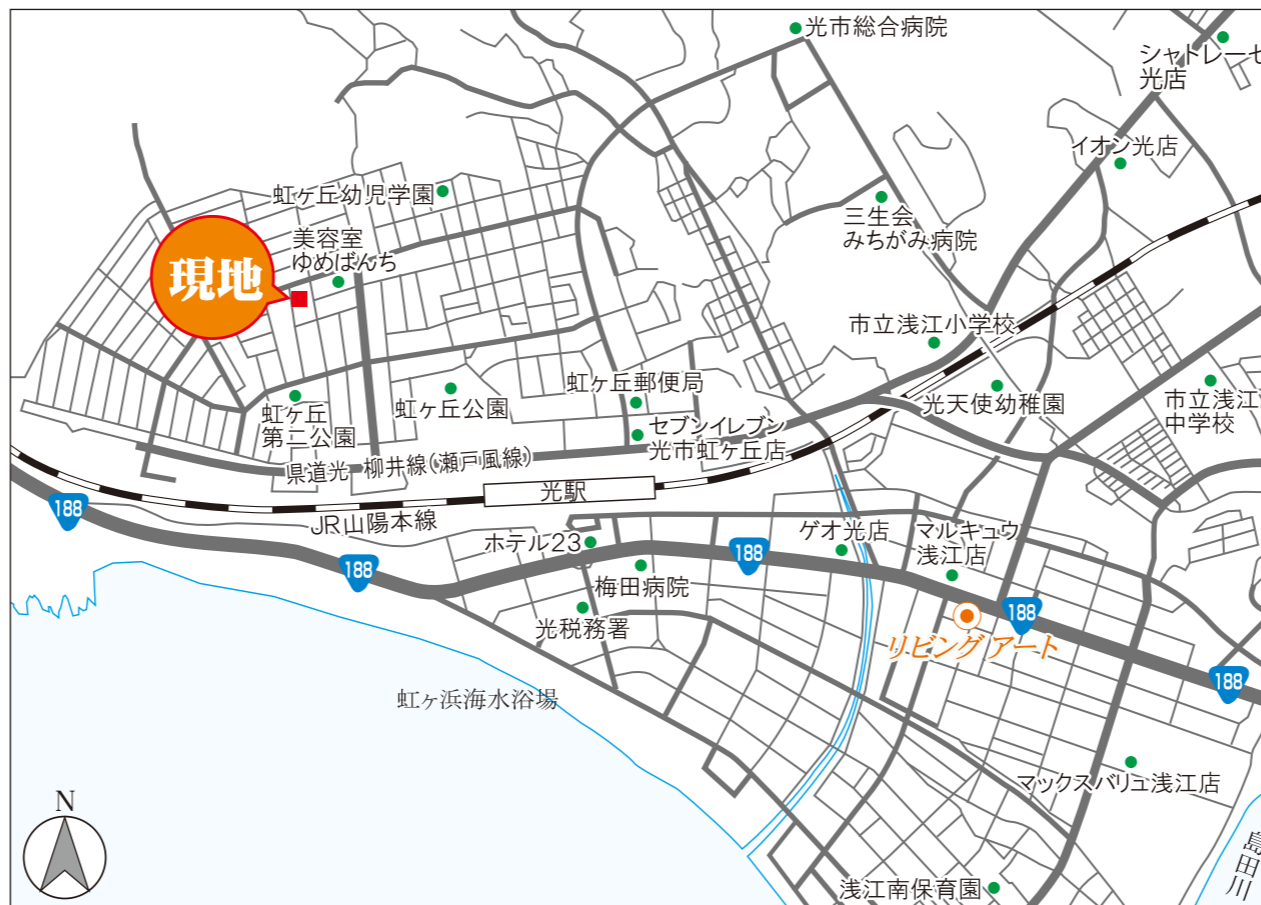 光市総合病院
シャトレーゼ
光店
イオン光店
虹ヶ丘幼児学園
三生会
みちがみ病院
美容室
ゆめばんち
現地
市立浅江小学校
虹ヶ丘郵便局
虹ヶ丘公園
虹ヶ丘
第二公園
光天使幼稚園
市立浅江
中学校
セブンイレブン
光市虹ヶ丘店
県道光 柳井線(瀬戸風線)
光駅
JR山陽本線
188
188
188
188
188
ホテル23
ゲオ光店
マルキュウ
浅江店
梅田病院
光税務署
リビングアート
虹ヶ浜海水浴場
マックスバリュ浅江店
N
島田川
浅江南保育園